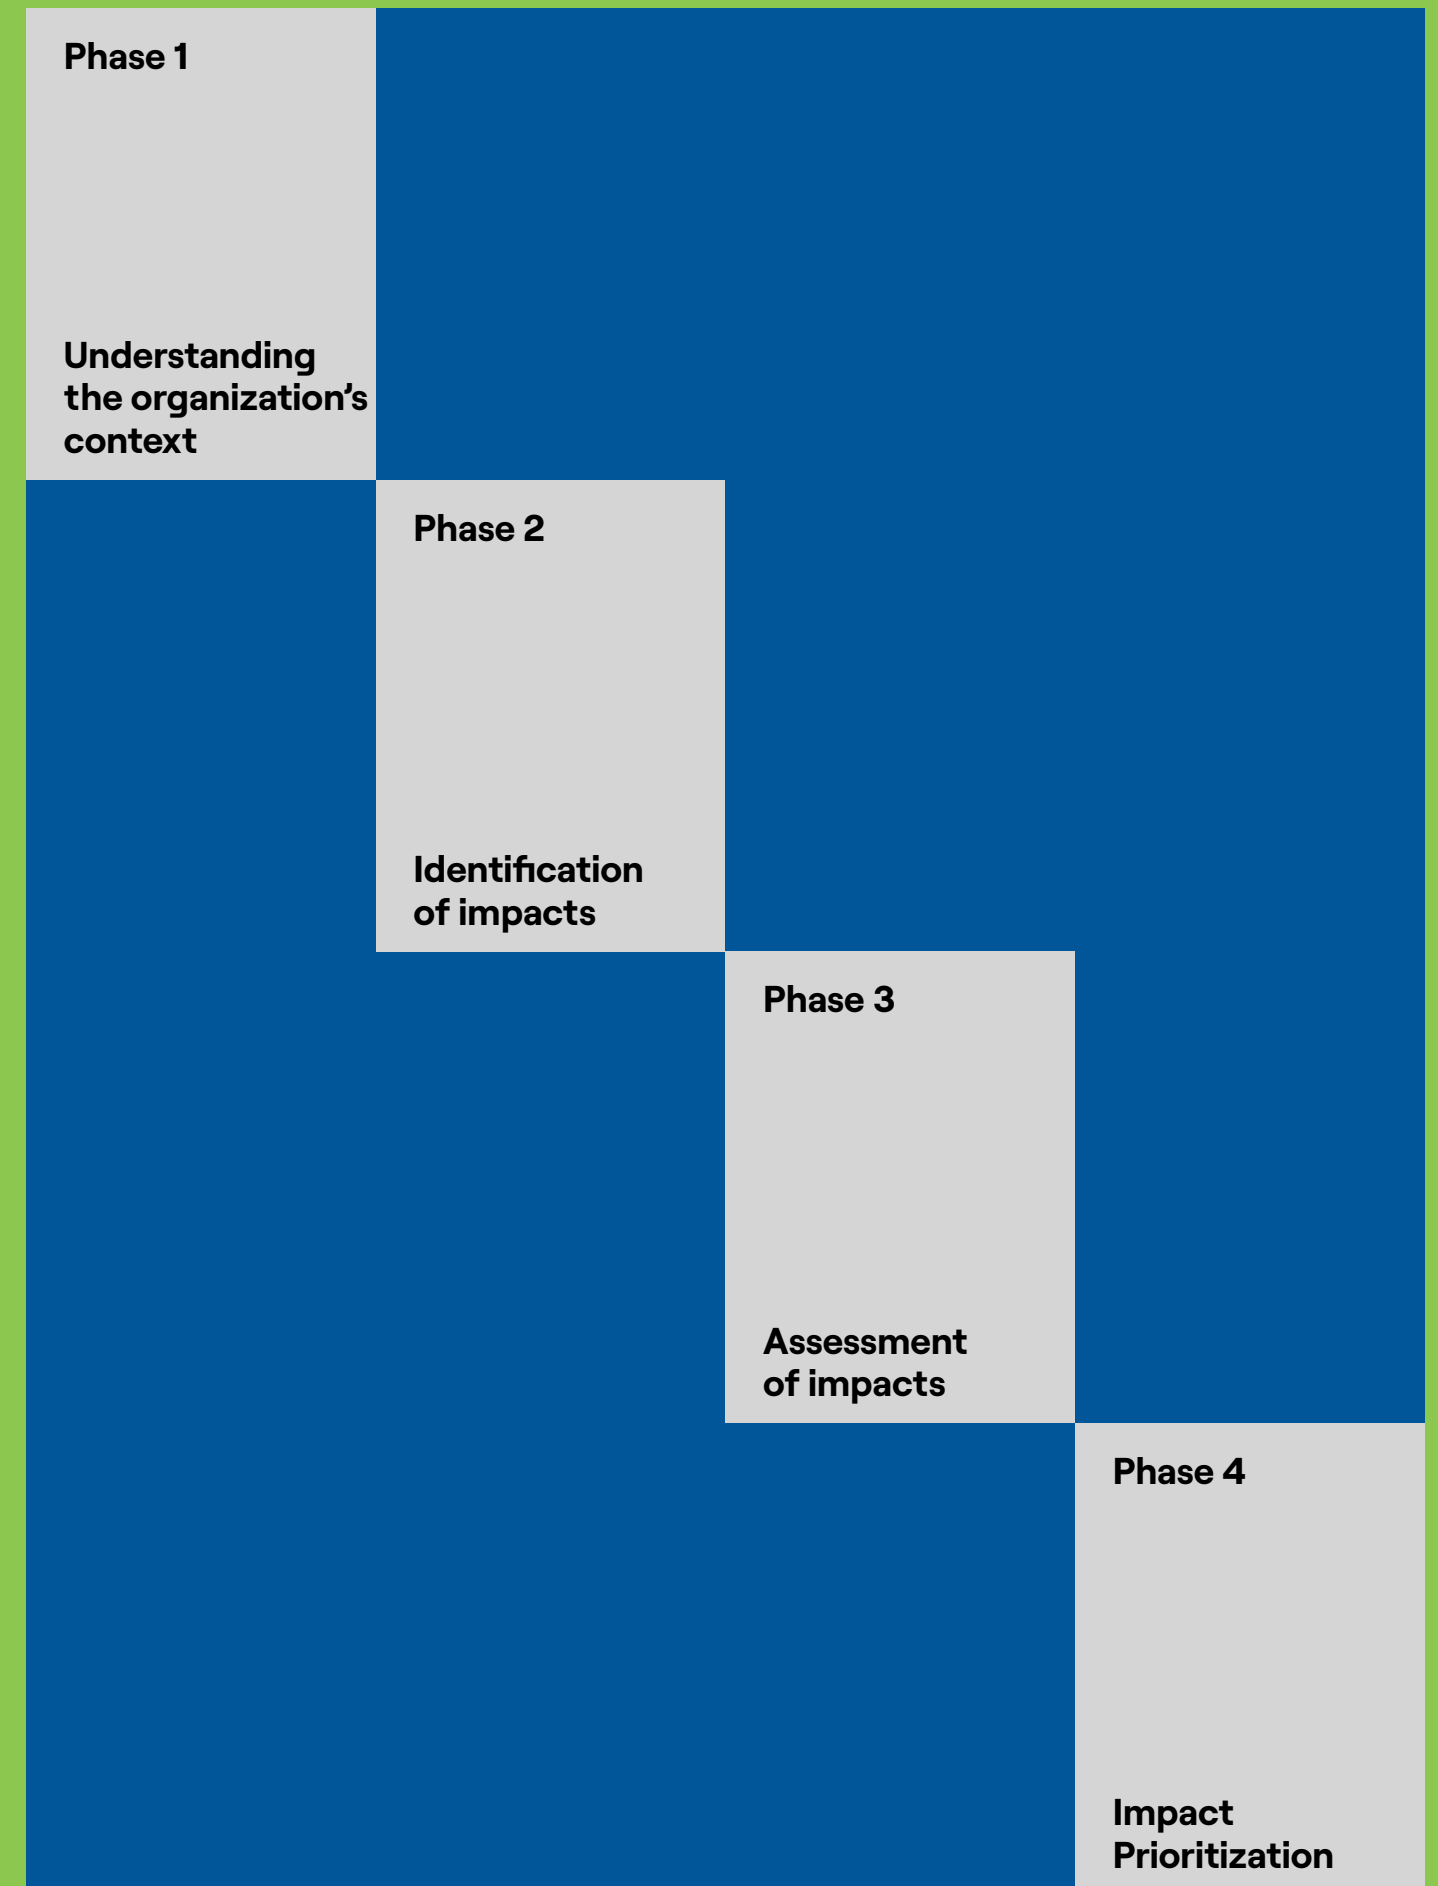 Phase 1
Understanding
the organization’s
context
Phase 2
Identification
of impacts
Phase 3
Assessment
of impacts
Phase 4
Impact
Prioritization